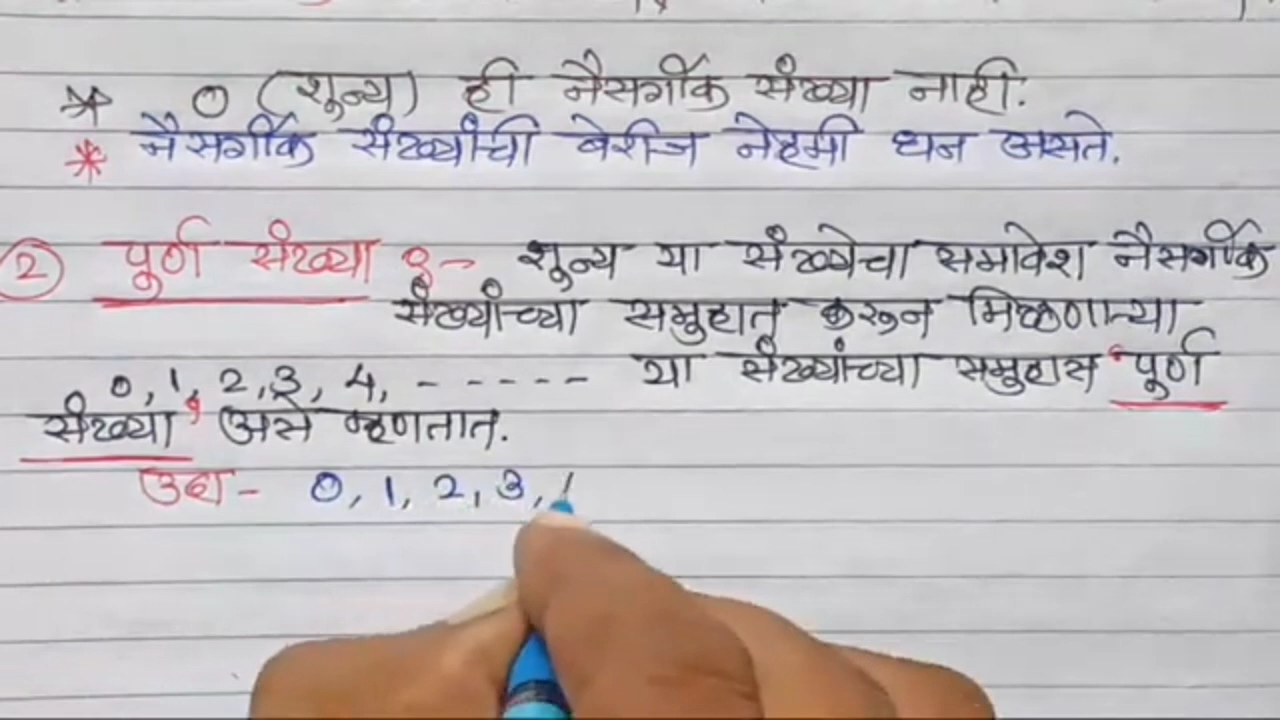 * 0 (शून्य) ही नैसर्गीक संख्या नाही.
* नैसर्गीक संख्यांची बेरीज नेहमी धन असते.
2 पुर्ण संख्या :- शून्य या संख्येचा समावेश नैसर्गीक
संख्यांच्या समुहात करून मिळणाऱ्या
0, 1, 2, 3, 4, ----- या संख्यांच्या समुहास 'पुर्ण
संख्या' असे म्हणतात.
उदा- 0, 1, 2, 3,